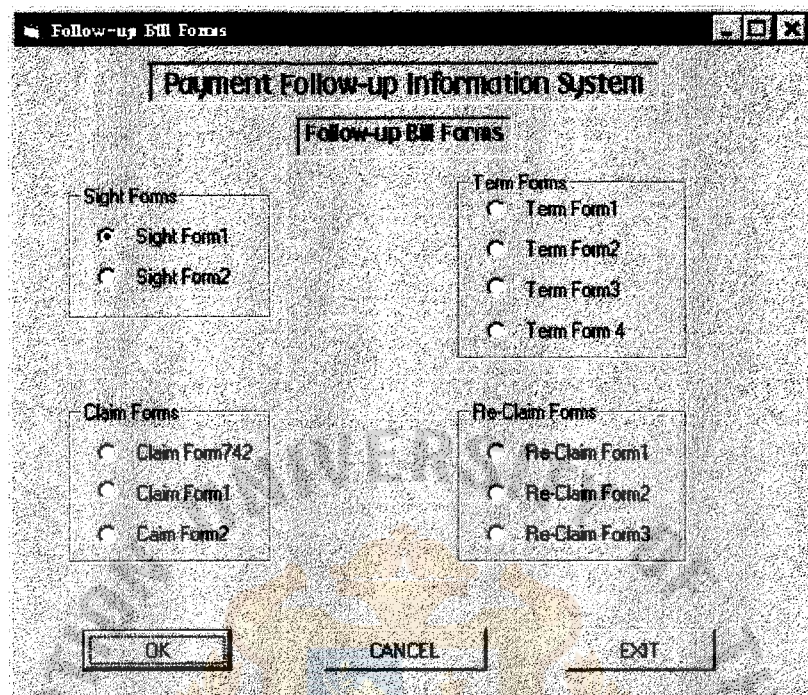 Follow-up Bill Forms
Payment Follow-up Information System
Follow-up Bill Forms
Sight Forms
Sight Form1
Sight Form2
Term Forms
Term Form1
Term Form2
Term Form3
Term Form 4
Claim Forms
Claim Form742
Claim Form1
Caim Form2
Re-Claim Forms
Re-Claim Form1
Re-Claim Form2
Re-Claim Form3
OK
CANCEL
EXIT